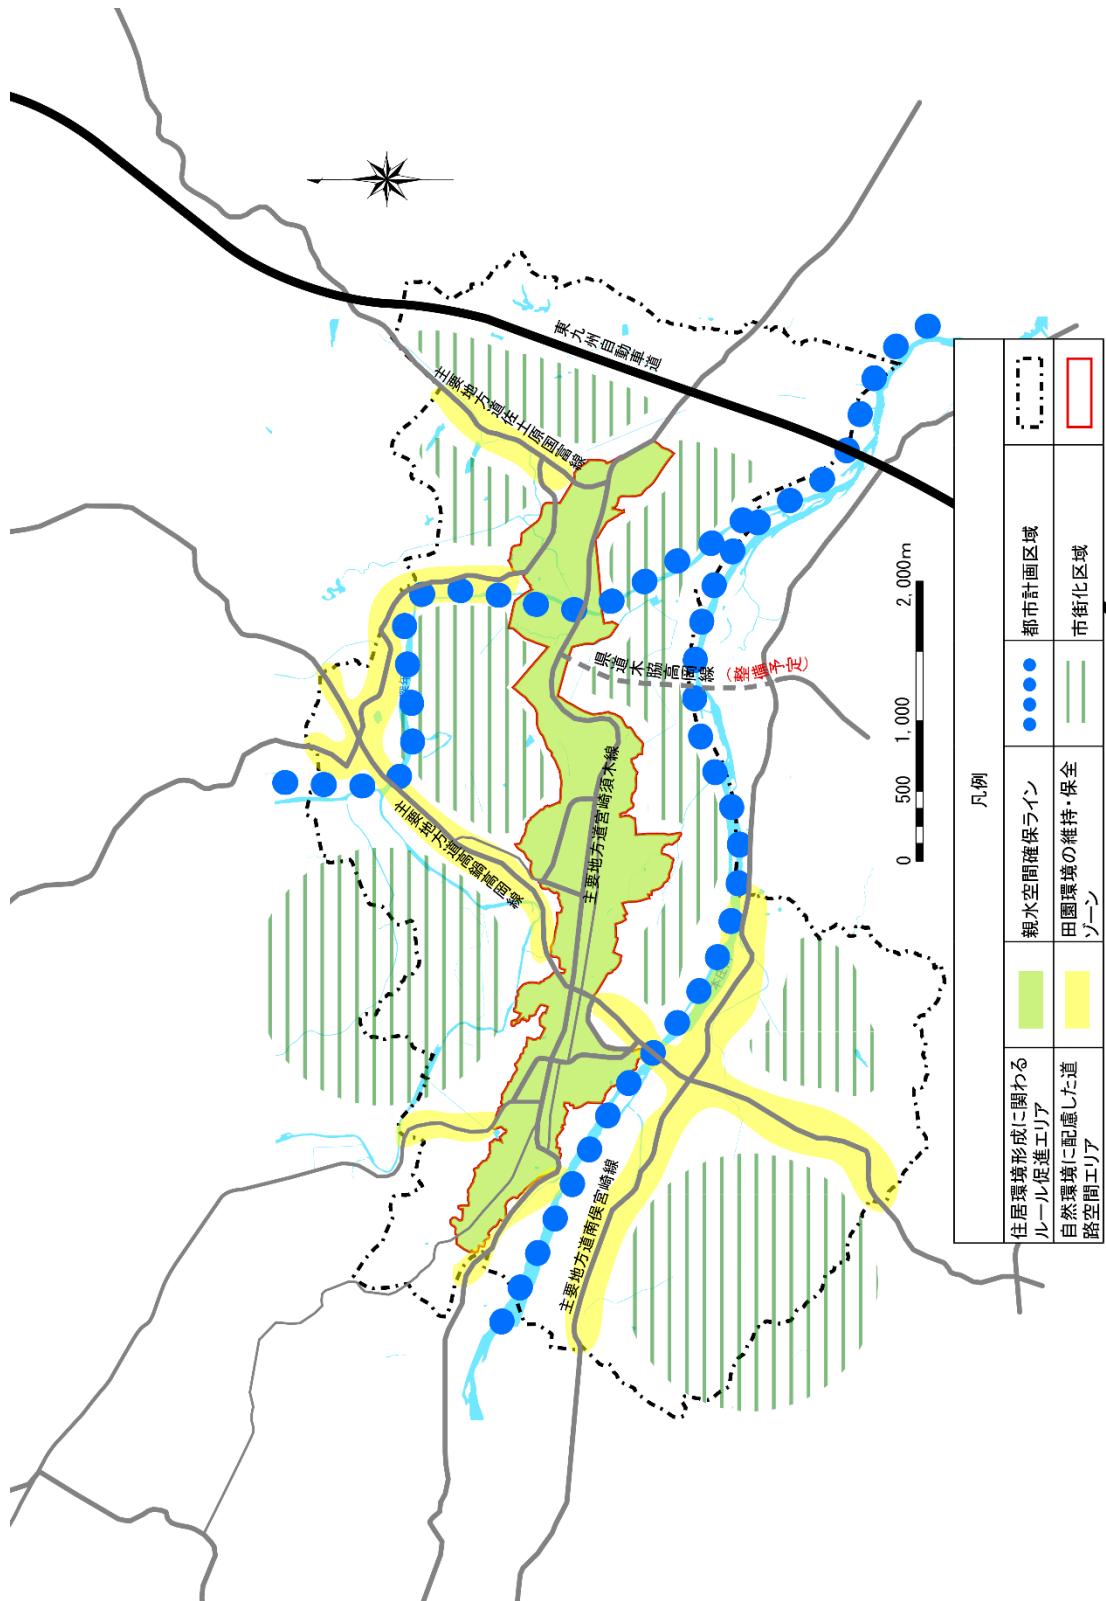 東九州自動車道
主要地方道佐土原国富線
県道木脇高岡線
（整備予定）
主要地方道高鍋高岡線
主要地方道宮崎須木線
主要地方道南俣宮崎線
0 500 1,000 2,000m
凡例
住居環境形成に関わる
ルール促進エリア
親水空間確保ライン
都市計画区域
自然環境に配慮した道
路空間エリア
田園環境の維持・保全
ゾーン
市街化区域